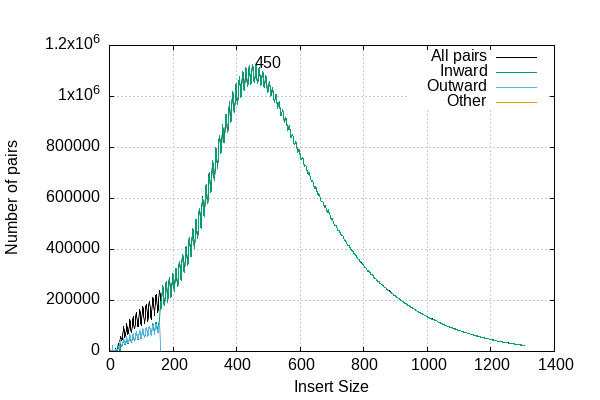 1.2x10^6
1x10^6
800000
600000
400000
200000
0
Number of pairs
450
All pairs
Inward
Outward
Other
0 200 400 600 800 1000 1200 1400
Insert Size